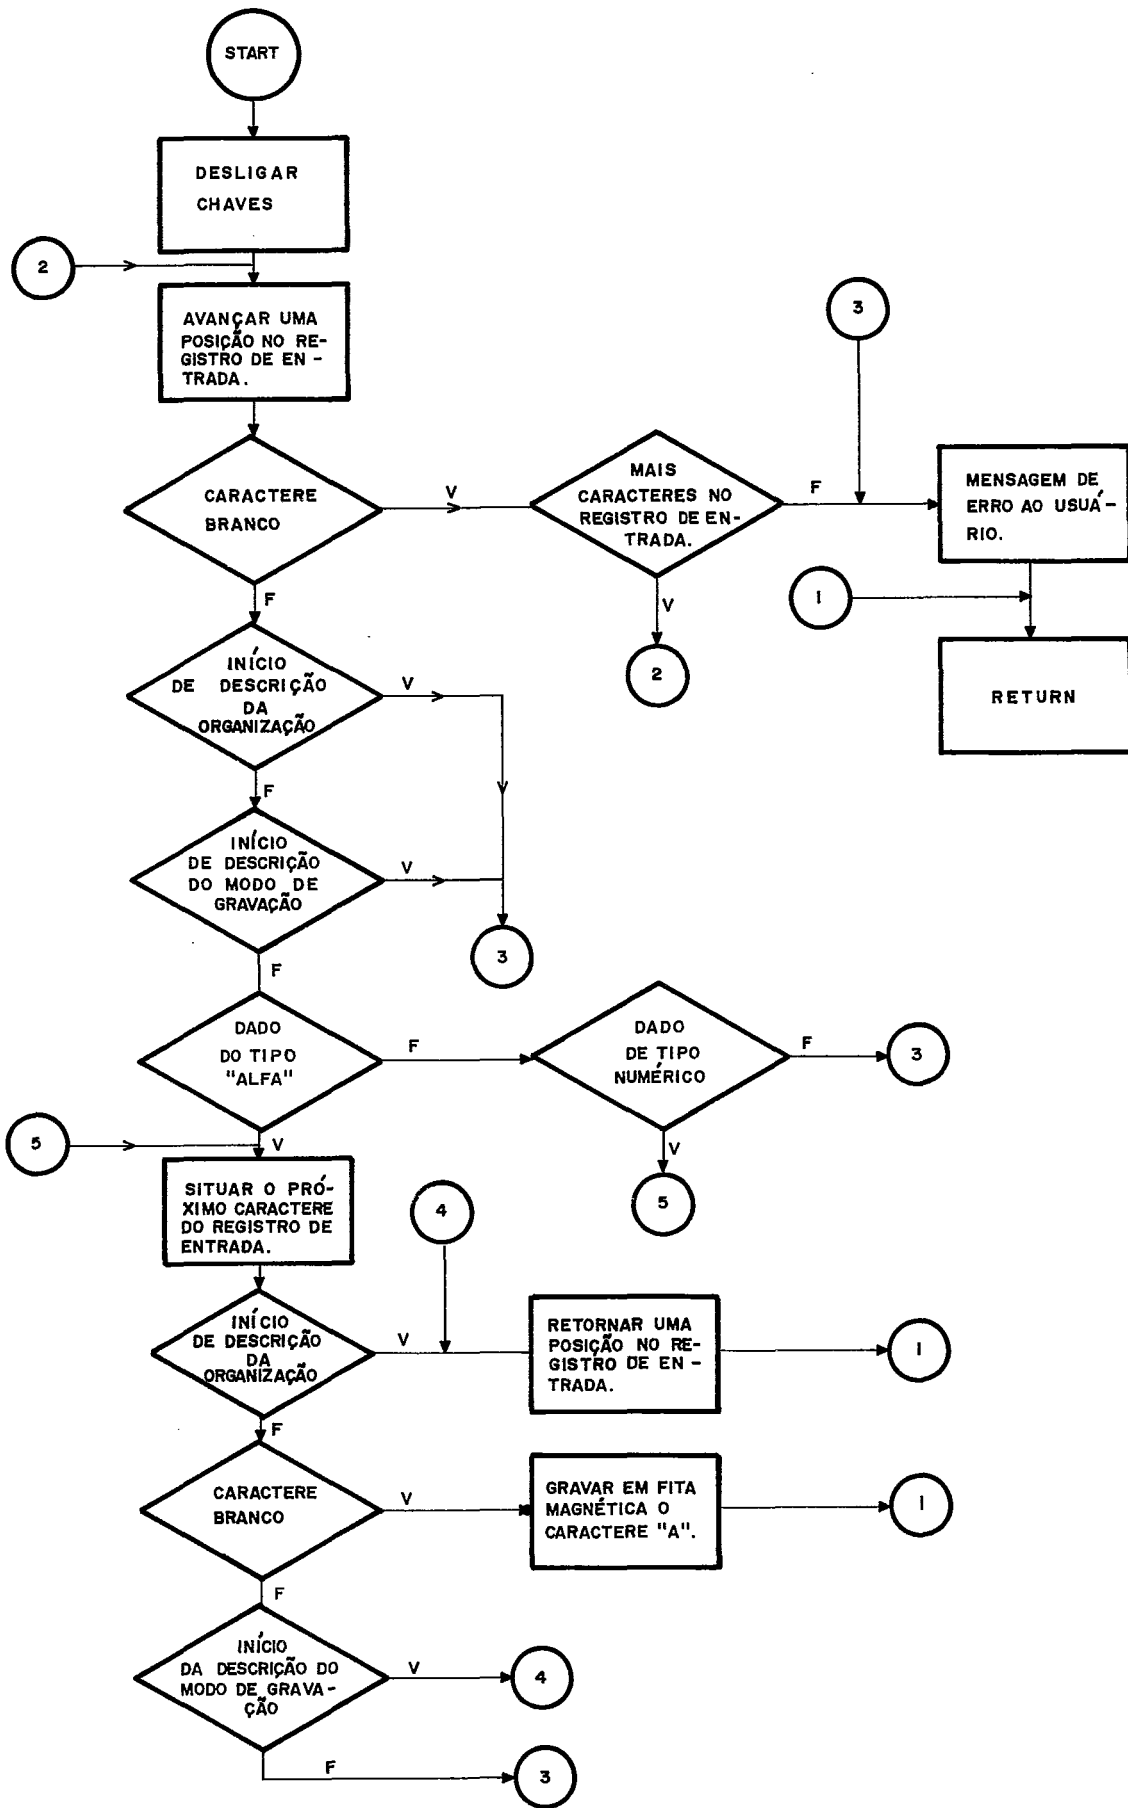 START
DESLIGAR
CHAVES
2
AVANÇAR UMA
POSIÇÃO NO RE-
GISTRO DE EN-
TRADA.
3
CARACTERE
BRANCO
V
MAIS
CARACTERES NO
REGISTRO DE EN-
TRADA.
F
MENSAGEM DE
ERRO AO USUÁ-
RIO.
F
V
1
2
RETURN
INÍCIO
DE DESCRIÇÃO
DA
ORGANIZAÇÃO
V
F
INÍCIO
DE DESCRIÇÃO
DO MODO DE
GRAVAÇÃO
V
3
F
DADO
DO TIPO
"ALFA"
F
DADO
DE TIPO
NUMÉRICO
F
3
5
V
V
5
SITUAR O PRÓ-
XIMO CARACTERE
DO REGISTRO DE
ENTRADA.
4
INÍCIO
DE DESCRIÇÃO
DA
ORGANIZAÇÃO
V
RETORNAR UMA
POSIÇÃO NO RE-
GISTRO DE EN-
TRADA.
1
F
CARACTERE
BRANCO
V
GRAVAR EM FITA
MAGNÉTICA O
CARACTERE "A".
1
F
INÍCIO
DA DESCRIÇÃO DO
MODO DE GRAVA-
ÇÃO
V
4
F
3